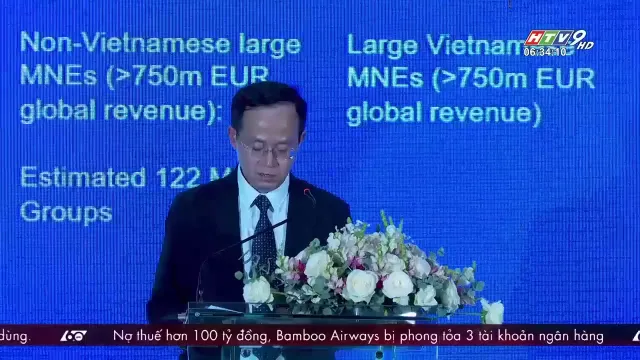 HTV9 HD
06:34:10
Non-Vietnamese large
MNEs (>750m EUR
global revenue):
Estimated 122
Groups
Large
MNEs (>750m EUR
global revenue)
dùng.
Nợ thuế hơn 100 tỷ đồng, Bamboo Airways bị phong tỏa 3 tài khoản ngân hàng